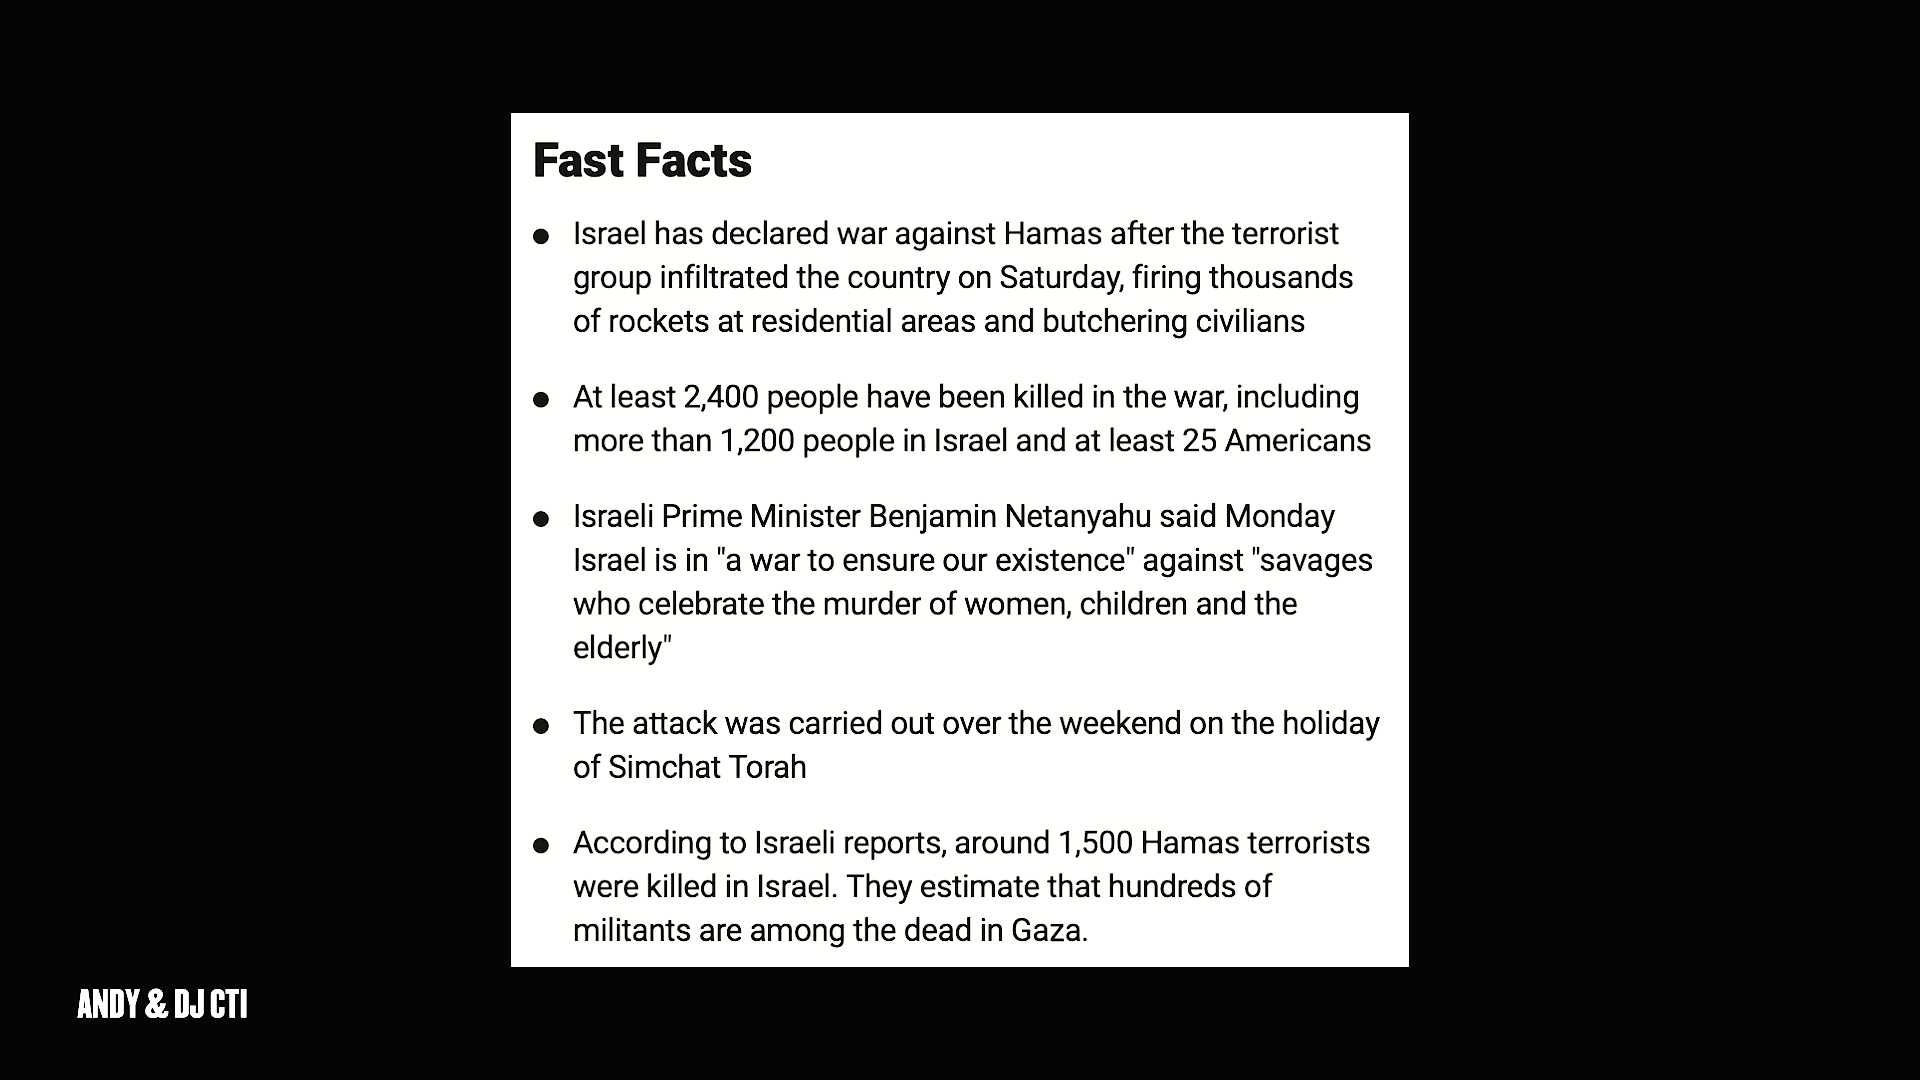 Fast Facts
● Israel has declared war against Hamas after the terrorist
group infiltrated the country on Saturday, firing thousands
of rockets at residential areas and butchering civilians
● At least 2,400 people have been killed in the war, including
more than 1,200 people in Israel and at least 25 Americans
● Israeli Prime Minister Benjamin Netanyahu said Monday
Israel is in "a war to ensure our existence" against "savages
who celebrate the murder of women, children and the
elderly"
● The attack was carried out over the weekend on the holiday
of Simchat Torah
● According to Israeli reports, around 1,500 Hamas terrorists
were killed in Israel. They estimate that hundreds of
militants are among the dead in Gaza.
ANDY & DJ CTI